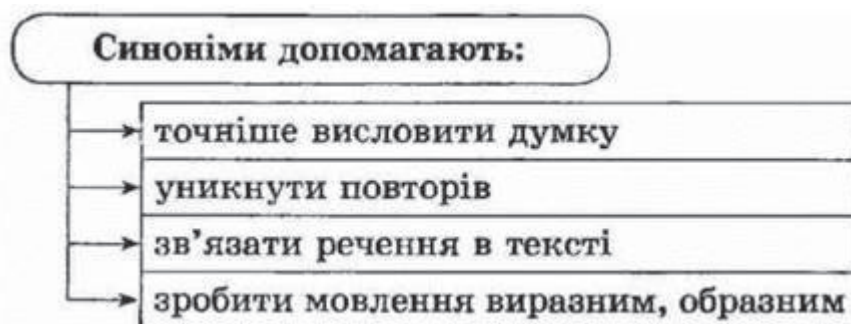 Синоніми допомагають:
точніше висловити думку
уникнути повторів
зв’язати речення в тексті
зробити мовлення виразним, образним